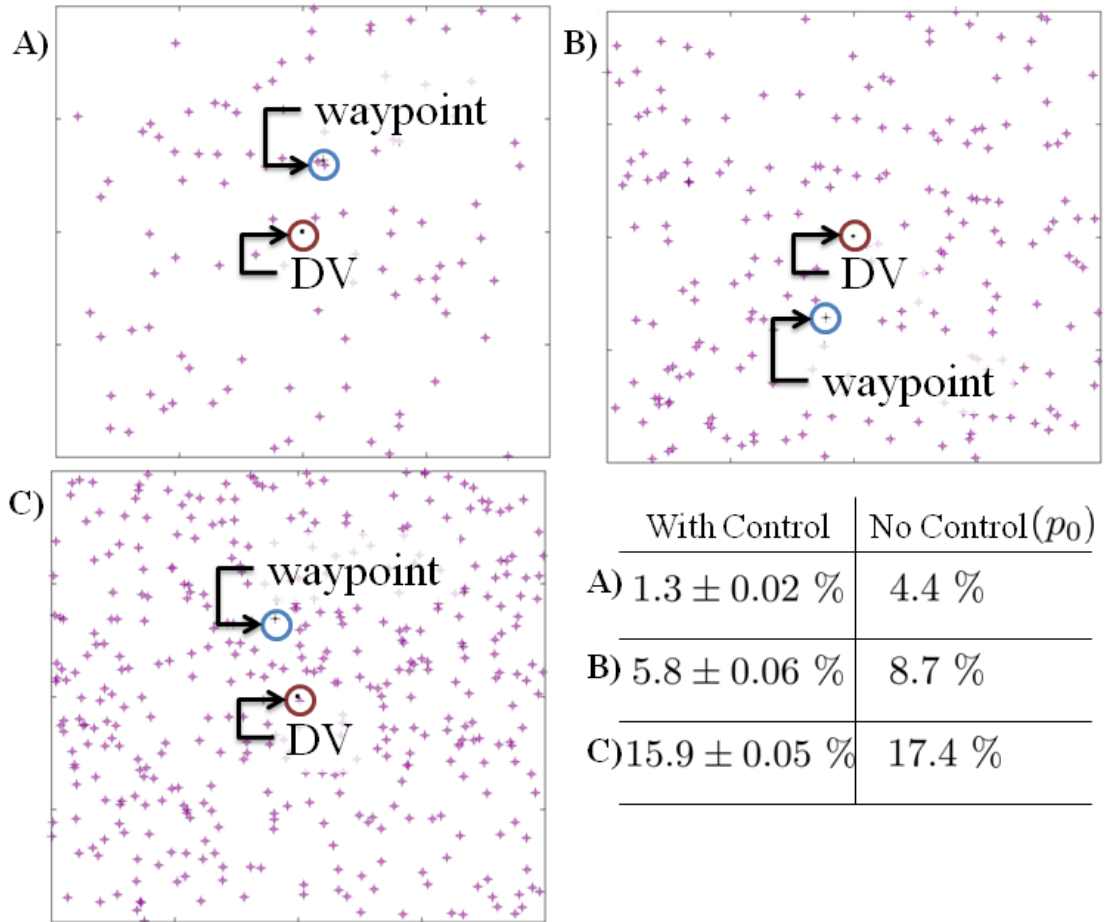 A)
waypoint
DV
B)
DV
waypoint
C)
waypoint
DV
With Control No Control (p₀)
A) 1.3 ± 0.02 % 4.4 %
B) 5.8 ± 0.06 % 8.7 %
C) 15.9 ± 0.05 % 17.4 %